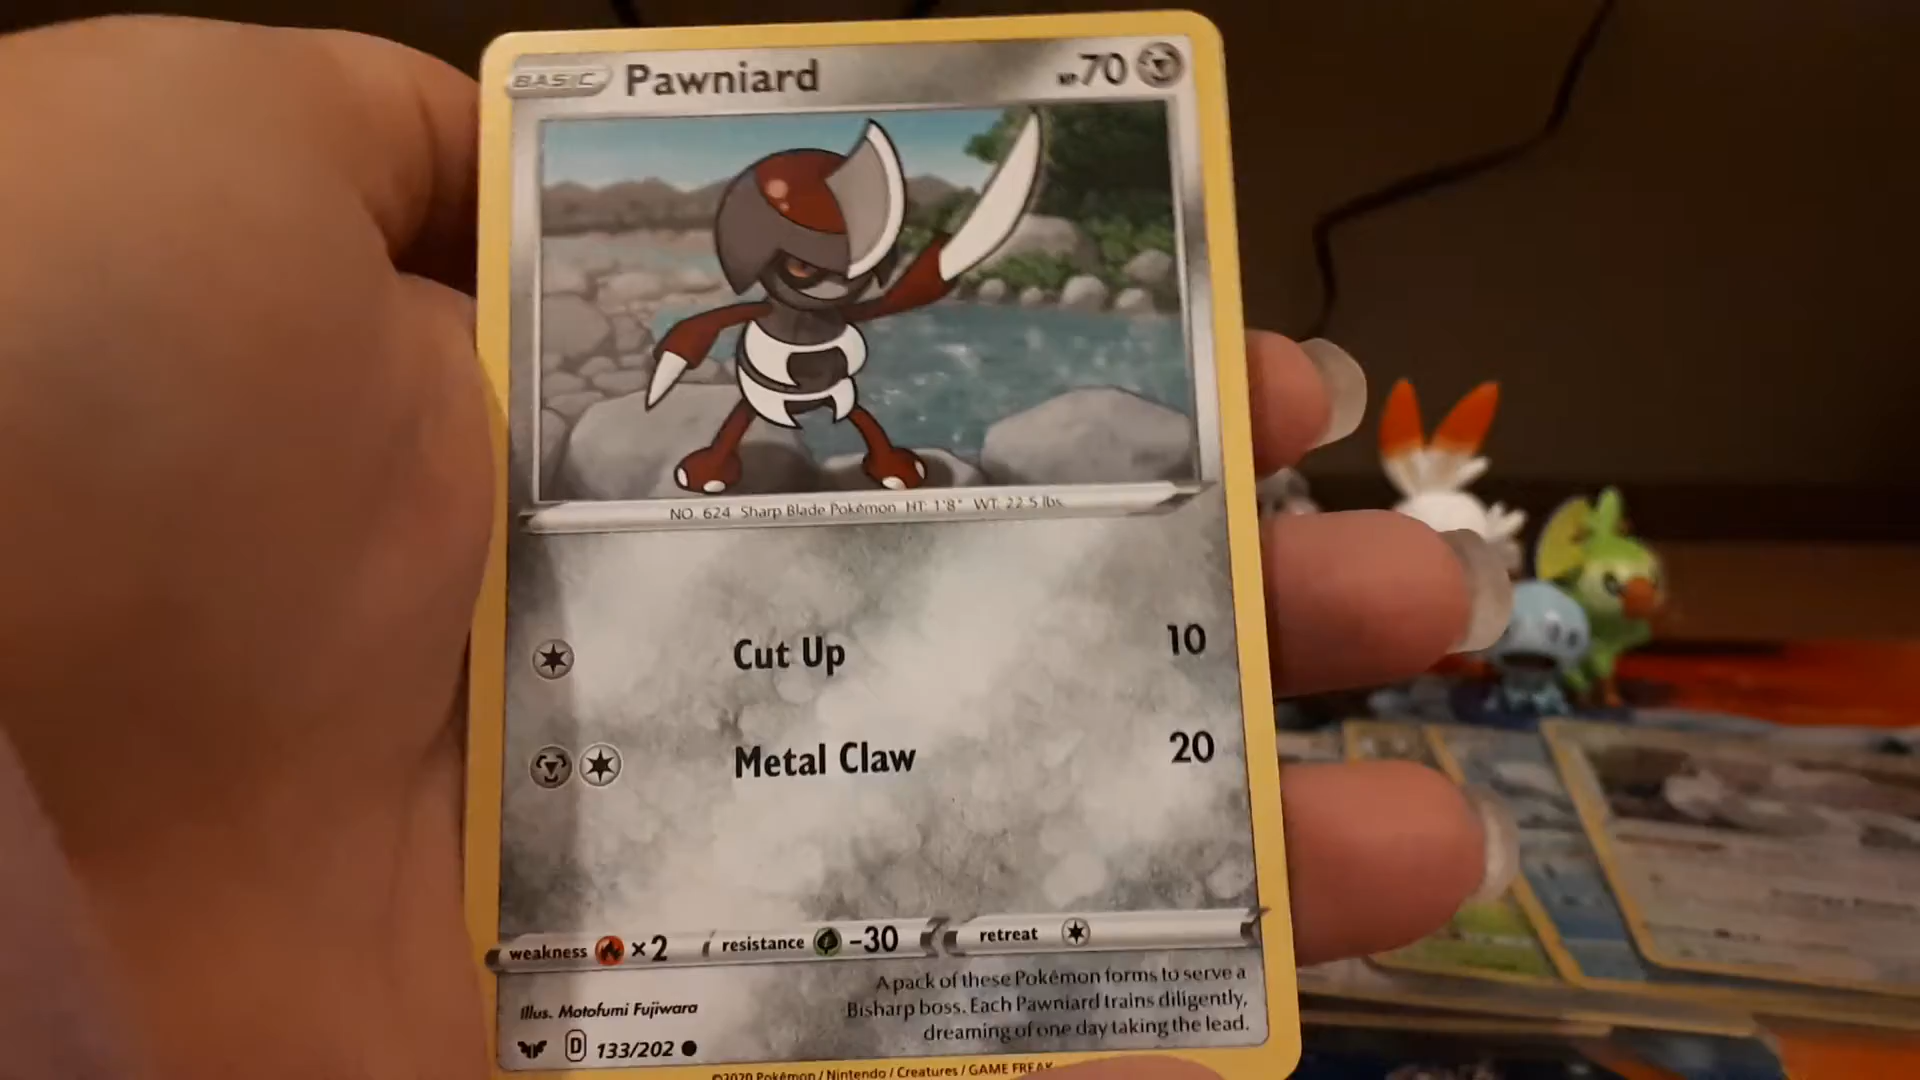 BASIC Pawniard HP 70
NO. 624 Sharp Blade Pokémon HT: 1'8" WT: 22.5 lbs.
Cut Up 10
Metal Claw 20
weakness ×2 resistance -30 retreat
A pack of these Pokémon forms to serve a
Bisharp boss. Each Pawniard trains diligently,
dreaming of one day taking the lead.
Illus. Motofumi Fujiwara
D 133/202
©2020 Pokémon / Nintendo / Creatures / GAME FREAK